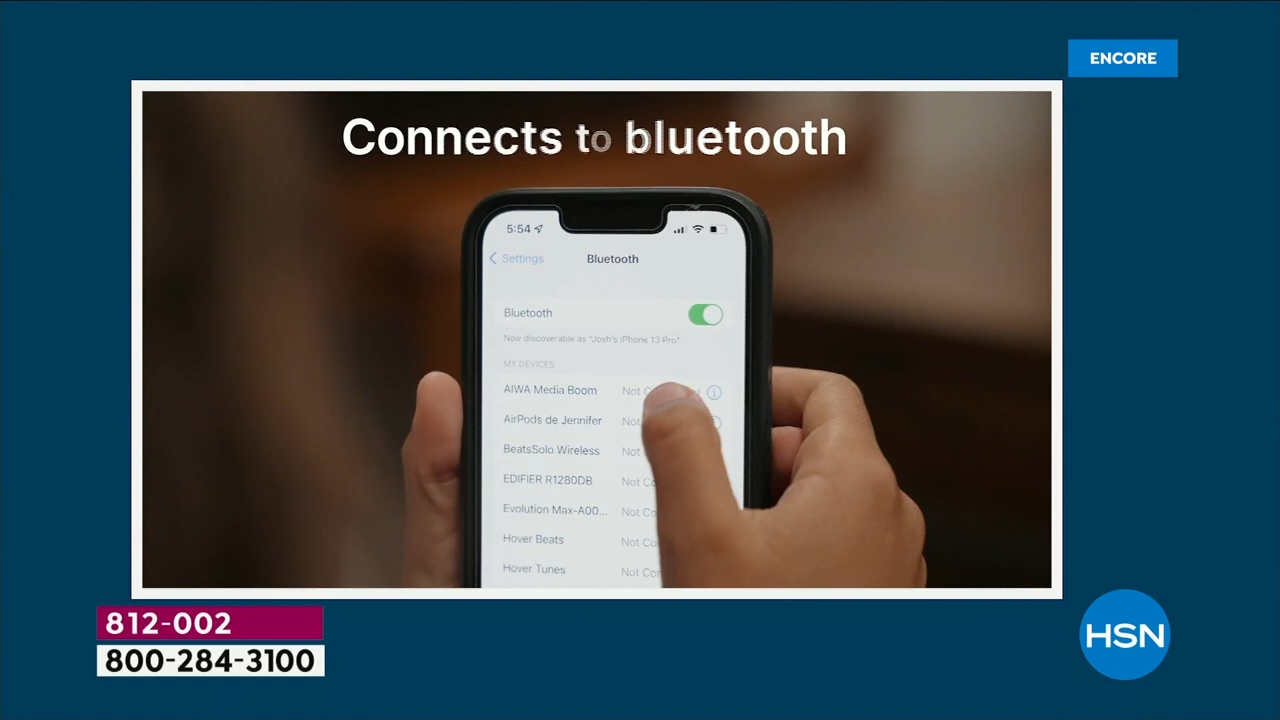 ENCORE
Connects to bluetooth
5:54
Settings
Bluetooth
Bluetooth
Now discoverable as "Josh's iPhone 13 Pro"
MY DEVICES
AIWA Media Boom Not
AirPods de Jennifer Not
BeatsSolo Wireless Not
EDIFIER R1280DB Not
Evolution Max-A00... Not
Hover Beats Not
Hover Tunes Not
812-002
800-284-3100
HSN